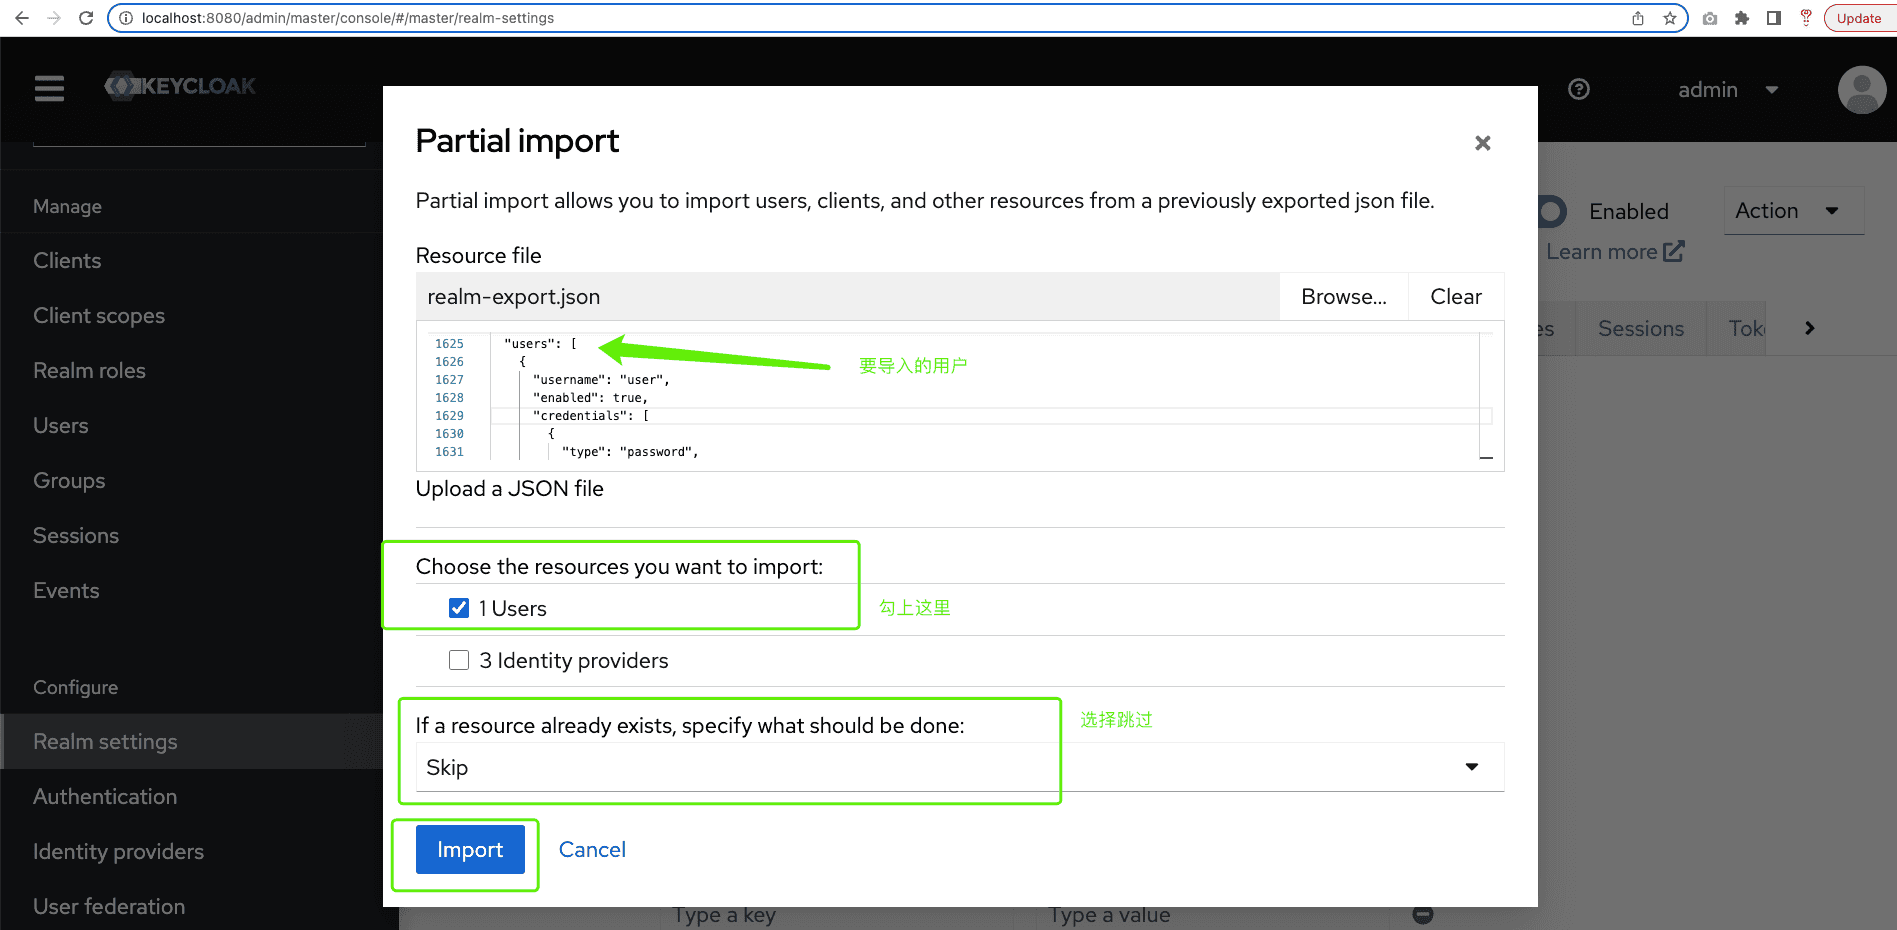 localhost:8080/admin/master/console/#/master/realm-settings
Update
KEYCLOAK
admin
Manage
Clients
Client scopes
Realm roles
Users
Groups
Sessions
Events
Configure
Realm settings
Authentication
Identity providers
User federation
Partial import
Partial import allows you to import users, clients, and other resources from a previously exported json file.
Resource file
realm-export.json
Browse...
Clear
1625 "users": [
1626 {
1627 "username": "user",
1628 "enabled": true,
1629 "credentials": [
1630 {
1631 "type": "password",
要导入的用户
Upload a JSON file
Choose the resources you want to import:
1 Users
勾上这里
3 Identity providers
If a resource already exists, specify what should be done:
选择跳过
Skip
Import
Cancel
Enabled
Action
Learn more
es
Sessions
Tok
Type a key
Type a value